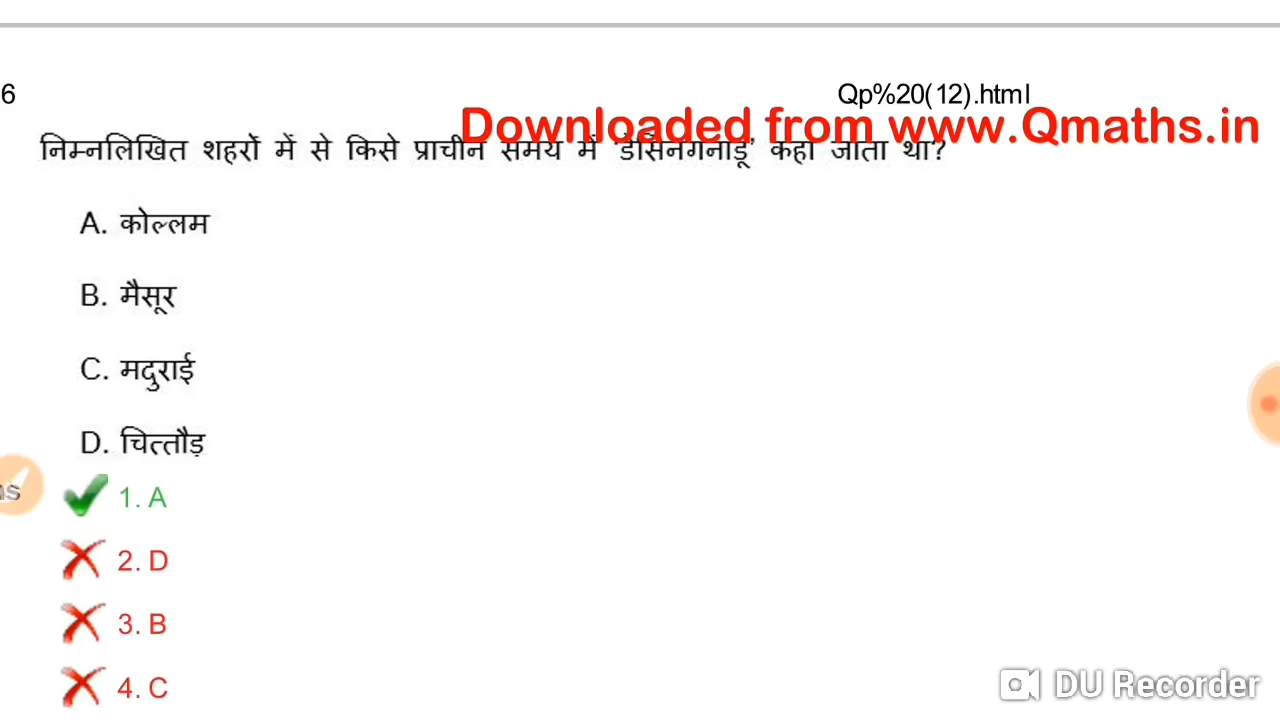 6
Qp%20(12).html
Downloaded from www.Qmaths.in
निम्नलिखित शहरों में से किसे प्राचीन समय में 'डेसिनगनाडू' कहा जाता था?
A. कोल्लम
B. मैसूर
C. मदुराई
D. चित्तौड़
1. A
2. D
3. B
4. C
DU Recorder